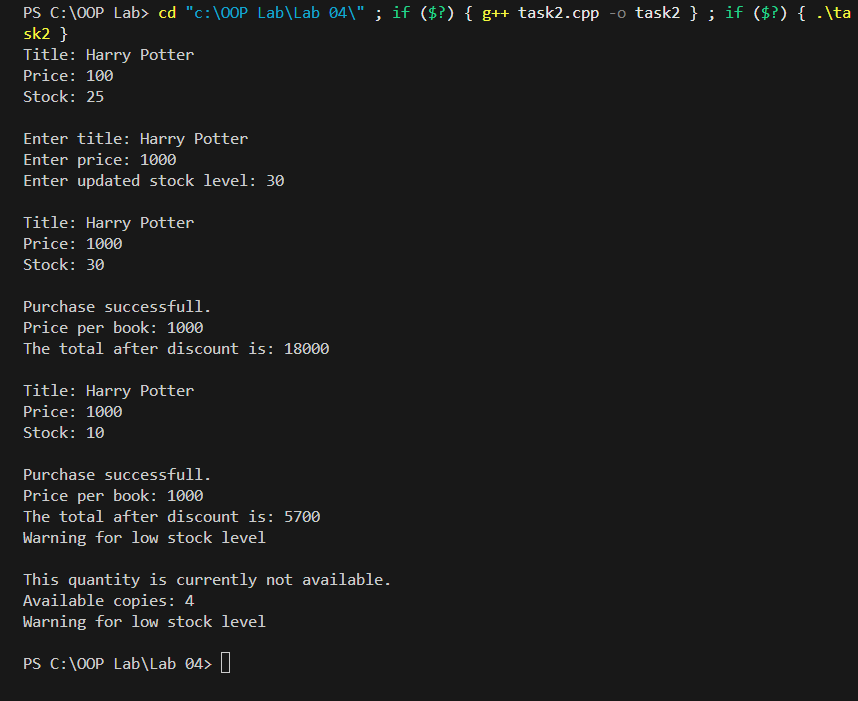 PS C:\OOP Lab> cd "c:\OOP Lab\Lab 04\" ; if ($?) { g++ task2.cpp -o task2 } ; if ($?) { .\ta
sk2 }
Title: Harry Potter
Price: 100
Stock: 25

Enter title: Harry Potter
Enter price: 1000
Enter updated stock level: 30

Title: Harry Potter
Price: 1000
Stock: 30

Purchase successfull.
Price per book: 1000
The total after discount is: 18000

Title: Harry Potter
Price: 1000
Stock: 10

Purchase successfull.
Price per book: 1000
The total after discount is: 5700
Warning for low stock level

This quantity is currently not available.
Available copies: 4
Warning for low stock level

PS C:\OOP Lab\Lab 04>